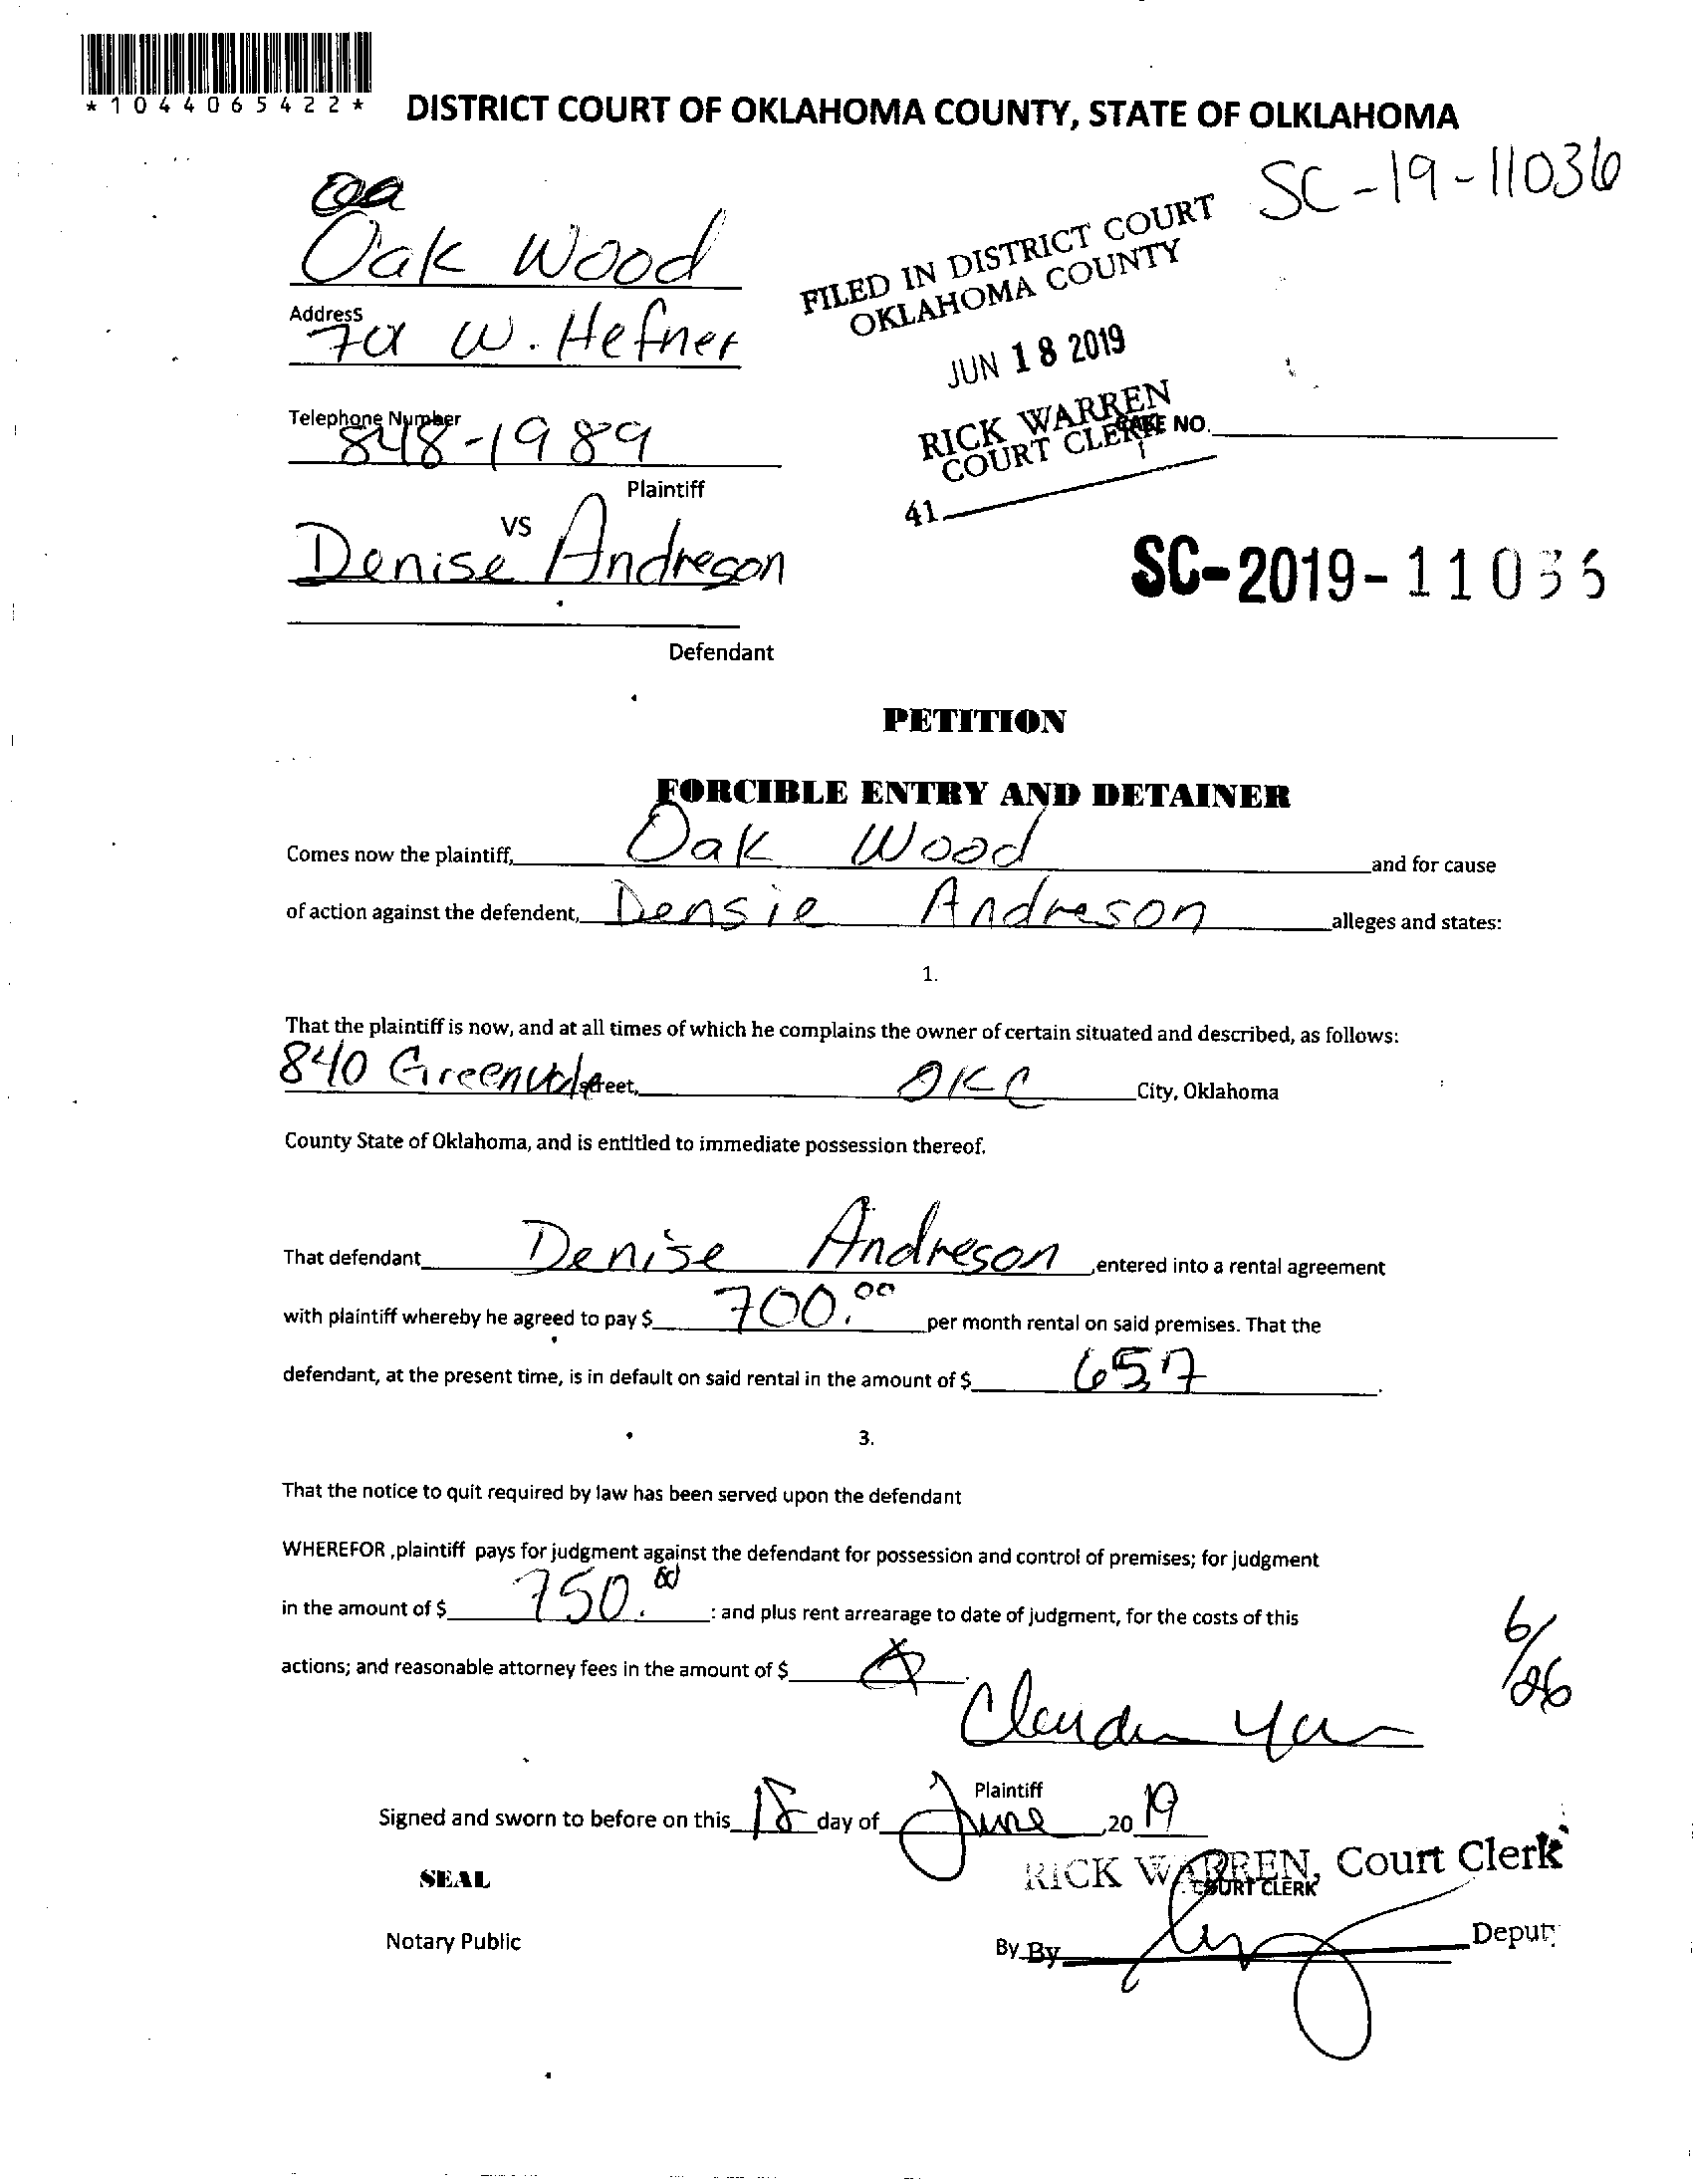 *1044065422*
DISTRICT COURT OF OKLAHOMA COUNTY, STATE OF OLKLAHOMA
SC-19-11036
Oak Wood
Address
W. Hefner
FILED IN DISTRICT COURT
OKLAHOMA COUNTY
JUN 18 2019
RICK WARREN
COURT CLERK
41
CASE NO.
Telephone Number
848-1989
Plaintiff
VS
Denise Andreson
SC-2019-11036
Defendant
PETITION
FORCIBLE ENTRY AND DETAINER
Comes now the plaintiff, Oak Wood and for cause
of action against the defendent, Densie Andreson alleges and states:
1.
That the plaintiff is now, and at all times of which he complains the owner of certain situated and described, as follows:
840 street, OKC City, Oklahoma
County State of Oklahoma, and is entitled to immediate possession thereof.
That defendant Denise Andreson ,entered into a rental agreement
with plaintiff whereby he agreed to pay $ 700.00 per month rental on said premises. That the
defendant, at the present time, is in default on said rental in the amount of $ 657.
3.
That the notice to quit required by law has been served upon the defendant
WHEREFOR ,plaintiff pays for judgment against the defendant for possession and control of premises; for judgment
in the amount of $ 750.00 : and plus rent arrearage to date of judgment, for the costs of this
actions; and reasonable attorney fees in the amount of $
6/26
Plaintiff
Signed and sworn to before on this 18 day of June ,20 19
RICK WARREN, Court Clerk
COURT CLERK
SEAL
Notary Public
By By Deputy